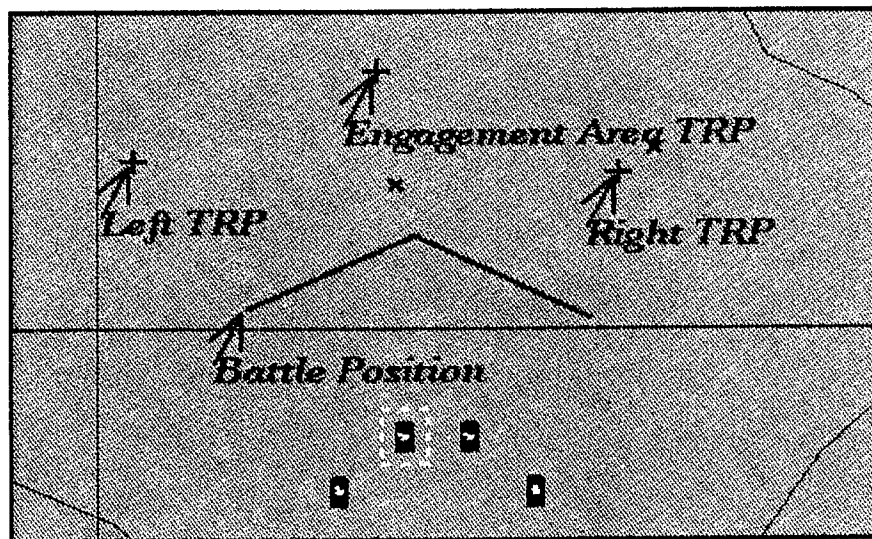 Engagement Area TRP
Left TRP
Right TRP
Battle Position